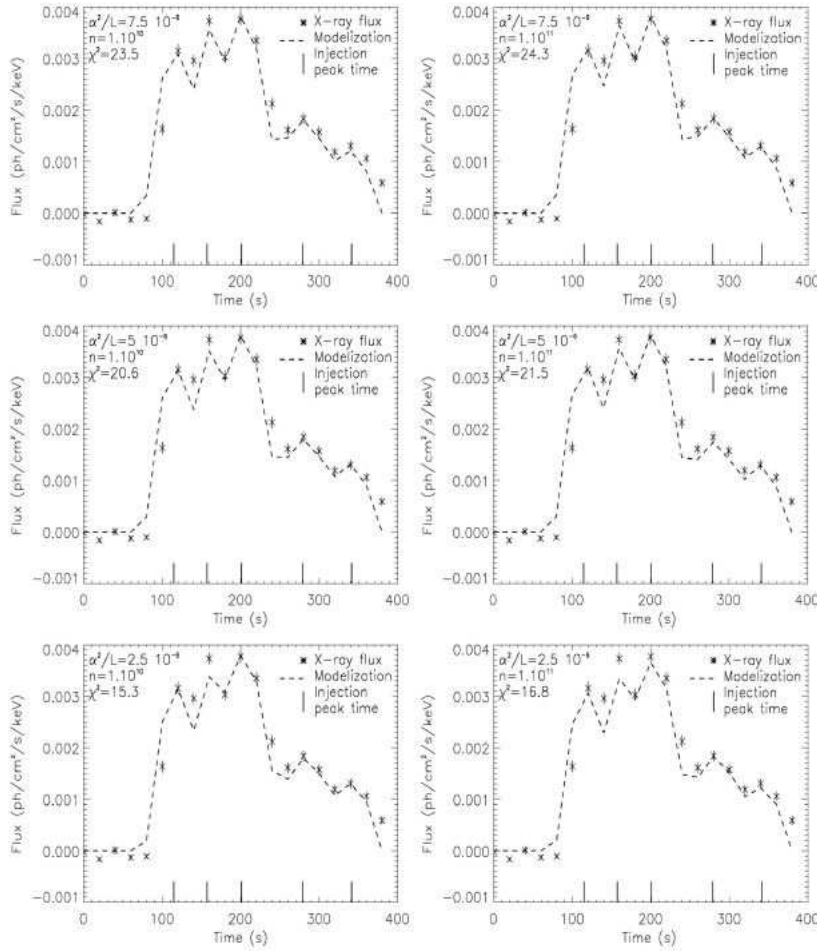 α²/L=7.5 10⁻⁹
n=1.10¹⁰
χ²=23.5
X-ray flux
Modelization
Injection
peak time
Flux (ph/cm²/s/keV)
0.004
0.003
0.002
0.001
0.000
−0.001
0 100 200 300 400
Time (s)
α²/L=7.5 10⁻⁹
n=1.10¹¹
χ²=24.3
X-ray flux
Modelization
Injection
peak time
Flux (ph/cm²/s/keV)
0.004
0.003
0.002
0.001
0.000
−0.001
0 100 200 300 400
Time (s)
α²/L=5 10⁻⁹
n=1.10¹⁰
χ²=20.6
X-ray flux
Modelization
Injection
peak time
Flux (ph/cm²/s/keV)
0.004
0.003
0.002
0.001
0.000
−0.001
0 100 200 300 400
Time (s)
α²/L=5 10⁻⁹
n=1.10¹¹
χ²=21.5
X-ray flux
Modelization
Injection
peak time
Flux (ph/cm²/s/keV)
0.004
0.003
0.002
0.001
0.000
−0.001
0 100 200 300 400
Time (s)
α²/L=2.5 10⁻⁹
n=1.10¹⁰
χ²=15.3
X-ray flux
Modelization
Injection
peak time
Flux (ph/cm²/s/keV)
0.004
0.003
0.002
0.001
0.000
−0.001
0 100 200 300 400
Time (s)
α²/L=2.5 10⁻⁹
n=1.10¹¹
χ²=16.8
X-ray flux
Modelization
Injection
peak time
Flux (ph/cm²/s/keV)
0.004
0.003
0.002
0.001
0.000
−0.001
0 100 200 300 400
Time (s)